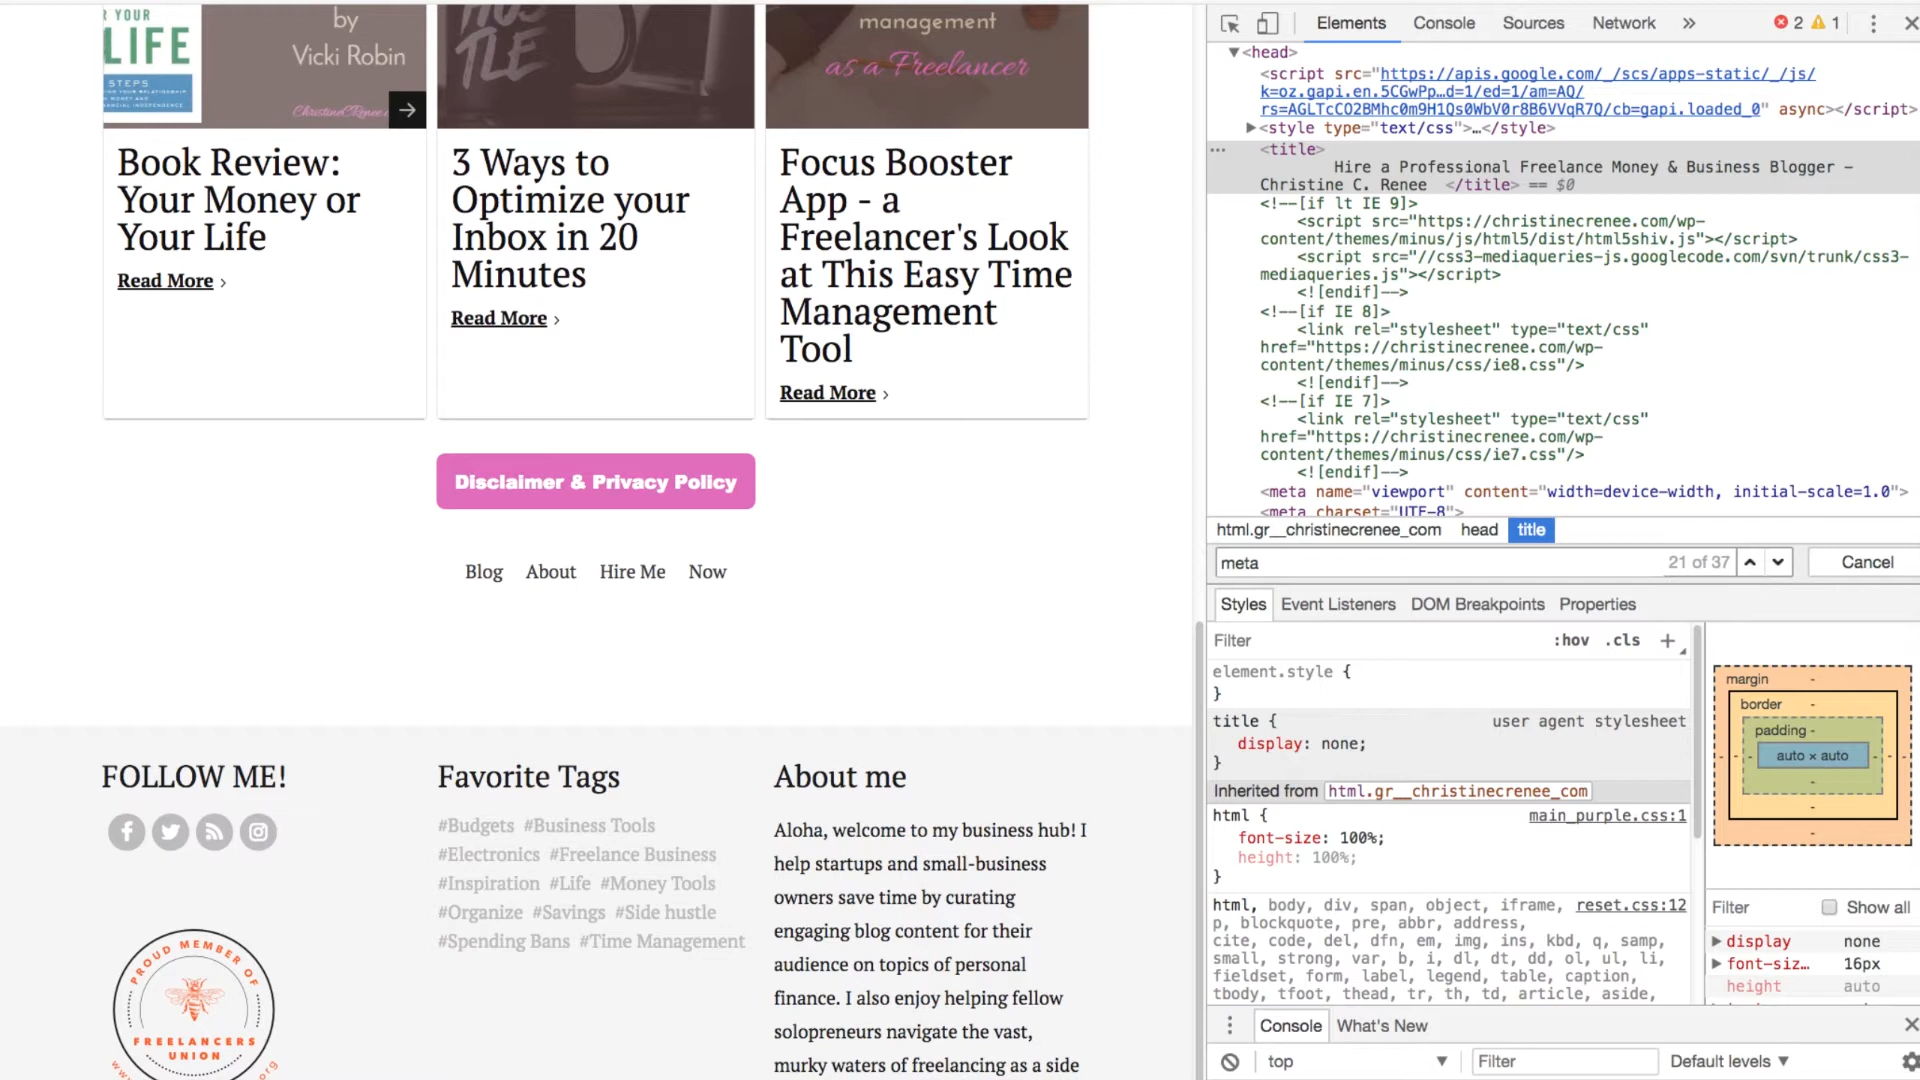 R YOUR
LIFE
STEPS
by
Vicki Robin
HUS
TLE
management
as a Freelancer
Book Review:
Your Money or
Your Life
Read More ›
3 Ways to
Optimize your
Inbox in 20
Minutes
Read More ›
Focus Booster
App - a
Freelancer's Look
at This Easy Time
Management
Tool
Read More ›
Disclaimer & Privacy Policy
Blog About Hire Me Now
FOLLOW ME!
PROUD MEMBER OF
FREELANCERS
UNION
Favorite Tags
#Budgets #Business Tools
#Electronics #Freelance Business
#Inspiration #Life #Money Tools
#Organize #Savings #Side hustle
#Spending Bans #Time Management
About me
Aloha, welcome to my business hub! I
help startups and small-business
owners save time by curating
engaging blog content for their
audience on topics of personal
finance. I also enjoy helping fellow
solopreneurs navigate the vast,
murky waters of freelancing as a side
Elements Console Sources Network » 2 1
▼<head>
<script src="https://apis.google.com/_/scs/apps-static/_/js/
k=oz.gapi.en.5CGwPp…d=1/ed=1/am=AQ/
rs=AGLTcCO2BMhc0m9H1Qs0WbV0r8B6VVqR7Q/cb=gapi.loaded_0" async></script>
▶<style type="text/css">…</style>
… <title>
Hire a Professional Freelance Money & Business Blogger –
Christine C. Renee </title> == $0
<!--[if lt IE 9]>
<script src="https://christinecrenee.com/wp-
content/themes/minus/js/html5/dist/html5shiv.js"></script>
<script src="//css3-mediaqueries-js.googlecode.com/svn/trunk/css3-
mediaqueries.js"></script>
<![endif]-->
<!--[if IE 8]>
<link rel="stylesheet" type="text/css"
href="https://christinecrenee.com/wp-
content/themes/minus/css/ie8.css"/>
<![endif]-->
<!--[if IE 7]>
<link rel="stylesheet" type="text/css"
href="https://christinecrenee.com/wp-
content/themes/minus/css/ie7.css"/>
<![endif]-->
<meta name="viewport" content="width=device-width, initial-scale=1.0">
<meta charset="UTF-8">
html.gr__christinecrenee_com head title
meta 21 of 37 Cancel
Styles Event Listeners DOM Breakpoints Properties
Filter :hov .cls +
element.style {
}
title { user agent stylesheet
display: none;
}
Inherited from html.gr__christinecrenee_com
html { main_purple.css:1
font-size: 100%;
height: 100%;
}
html, body, div, span, object, iframe, reset.css:12
p, blockquote, pre, abbr, address,
cite, code, del, dfn, em, img, ins, kbd, q, samp,
small, strong, var, b, i, dl, dt, dd, ol, ul, li,
fieldset, form, label, legend, table, caption,
tbody, tfoot, thead, tr, th, td, article, aside,
margin -
border -
padding -
auto × auto
Filter Show all
▶ display none
▶ font-siz… 16px
height auto
Console What's New
top ▼ Filter Default levels ▼